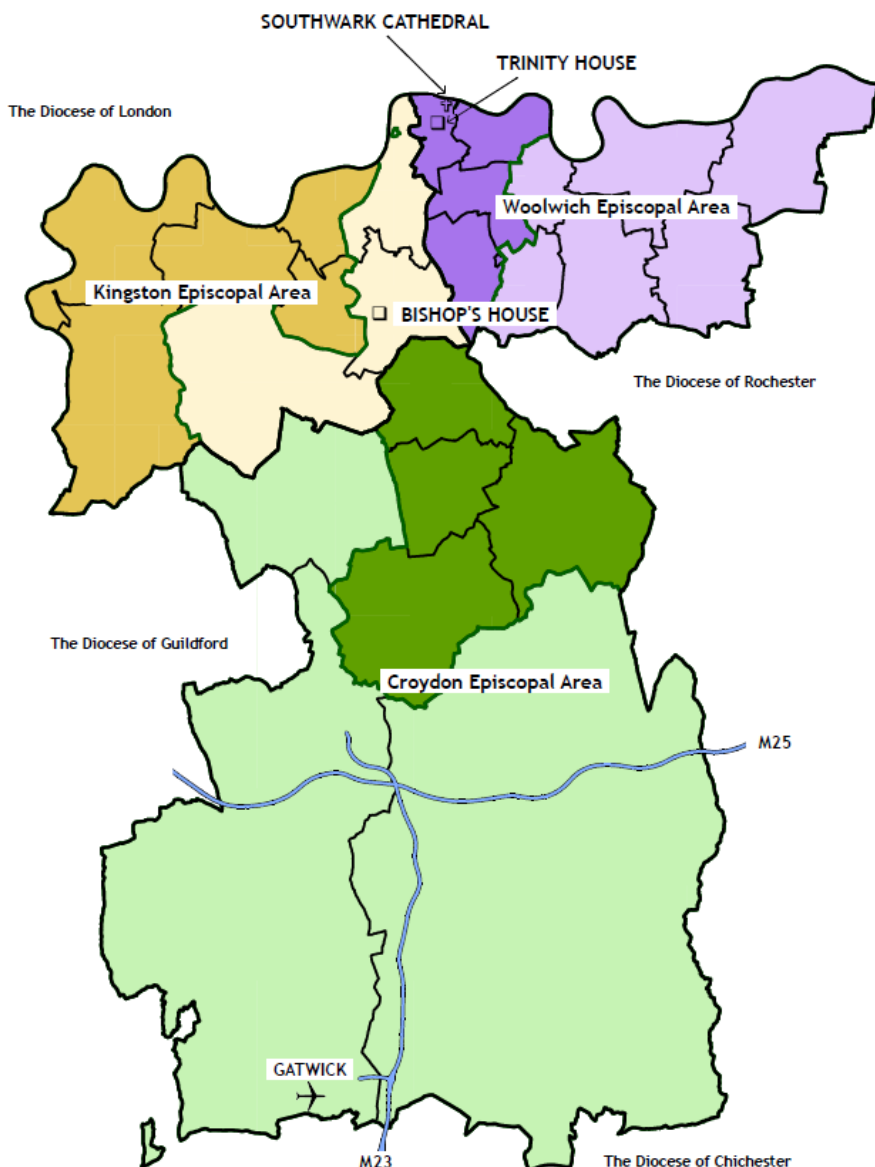 SOUTHWARK CATHEDRAL
TRINITY HOUSE
The Diocese of London
Woolwich Episcopal Area
Kingston Episcopal Area
BISHOP'S HOUSE
The Diocese of Rochester
The Diocese of Guildford
Croydon Episcopal Area
M25
GATWICK
M23
The Diocese of Chichester